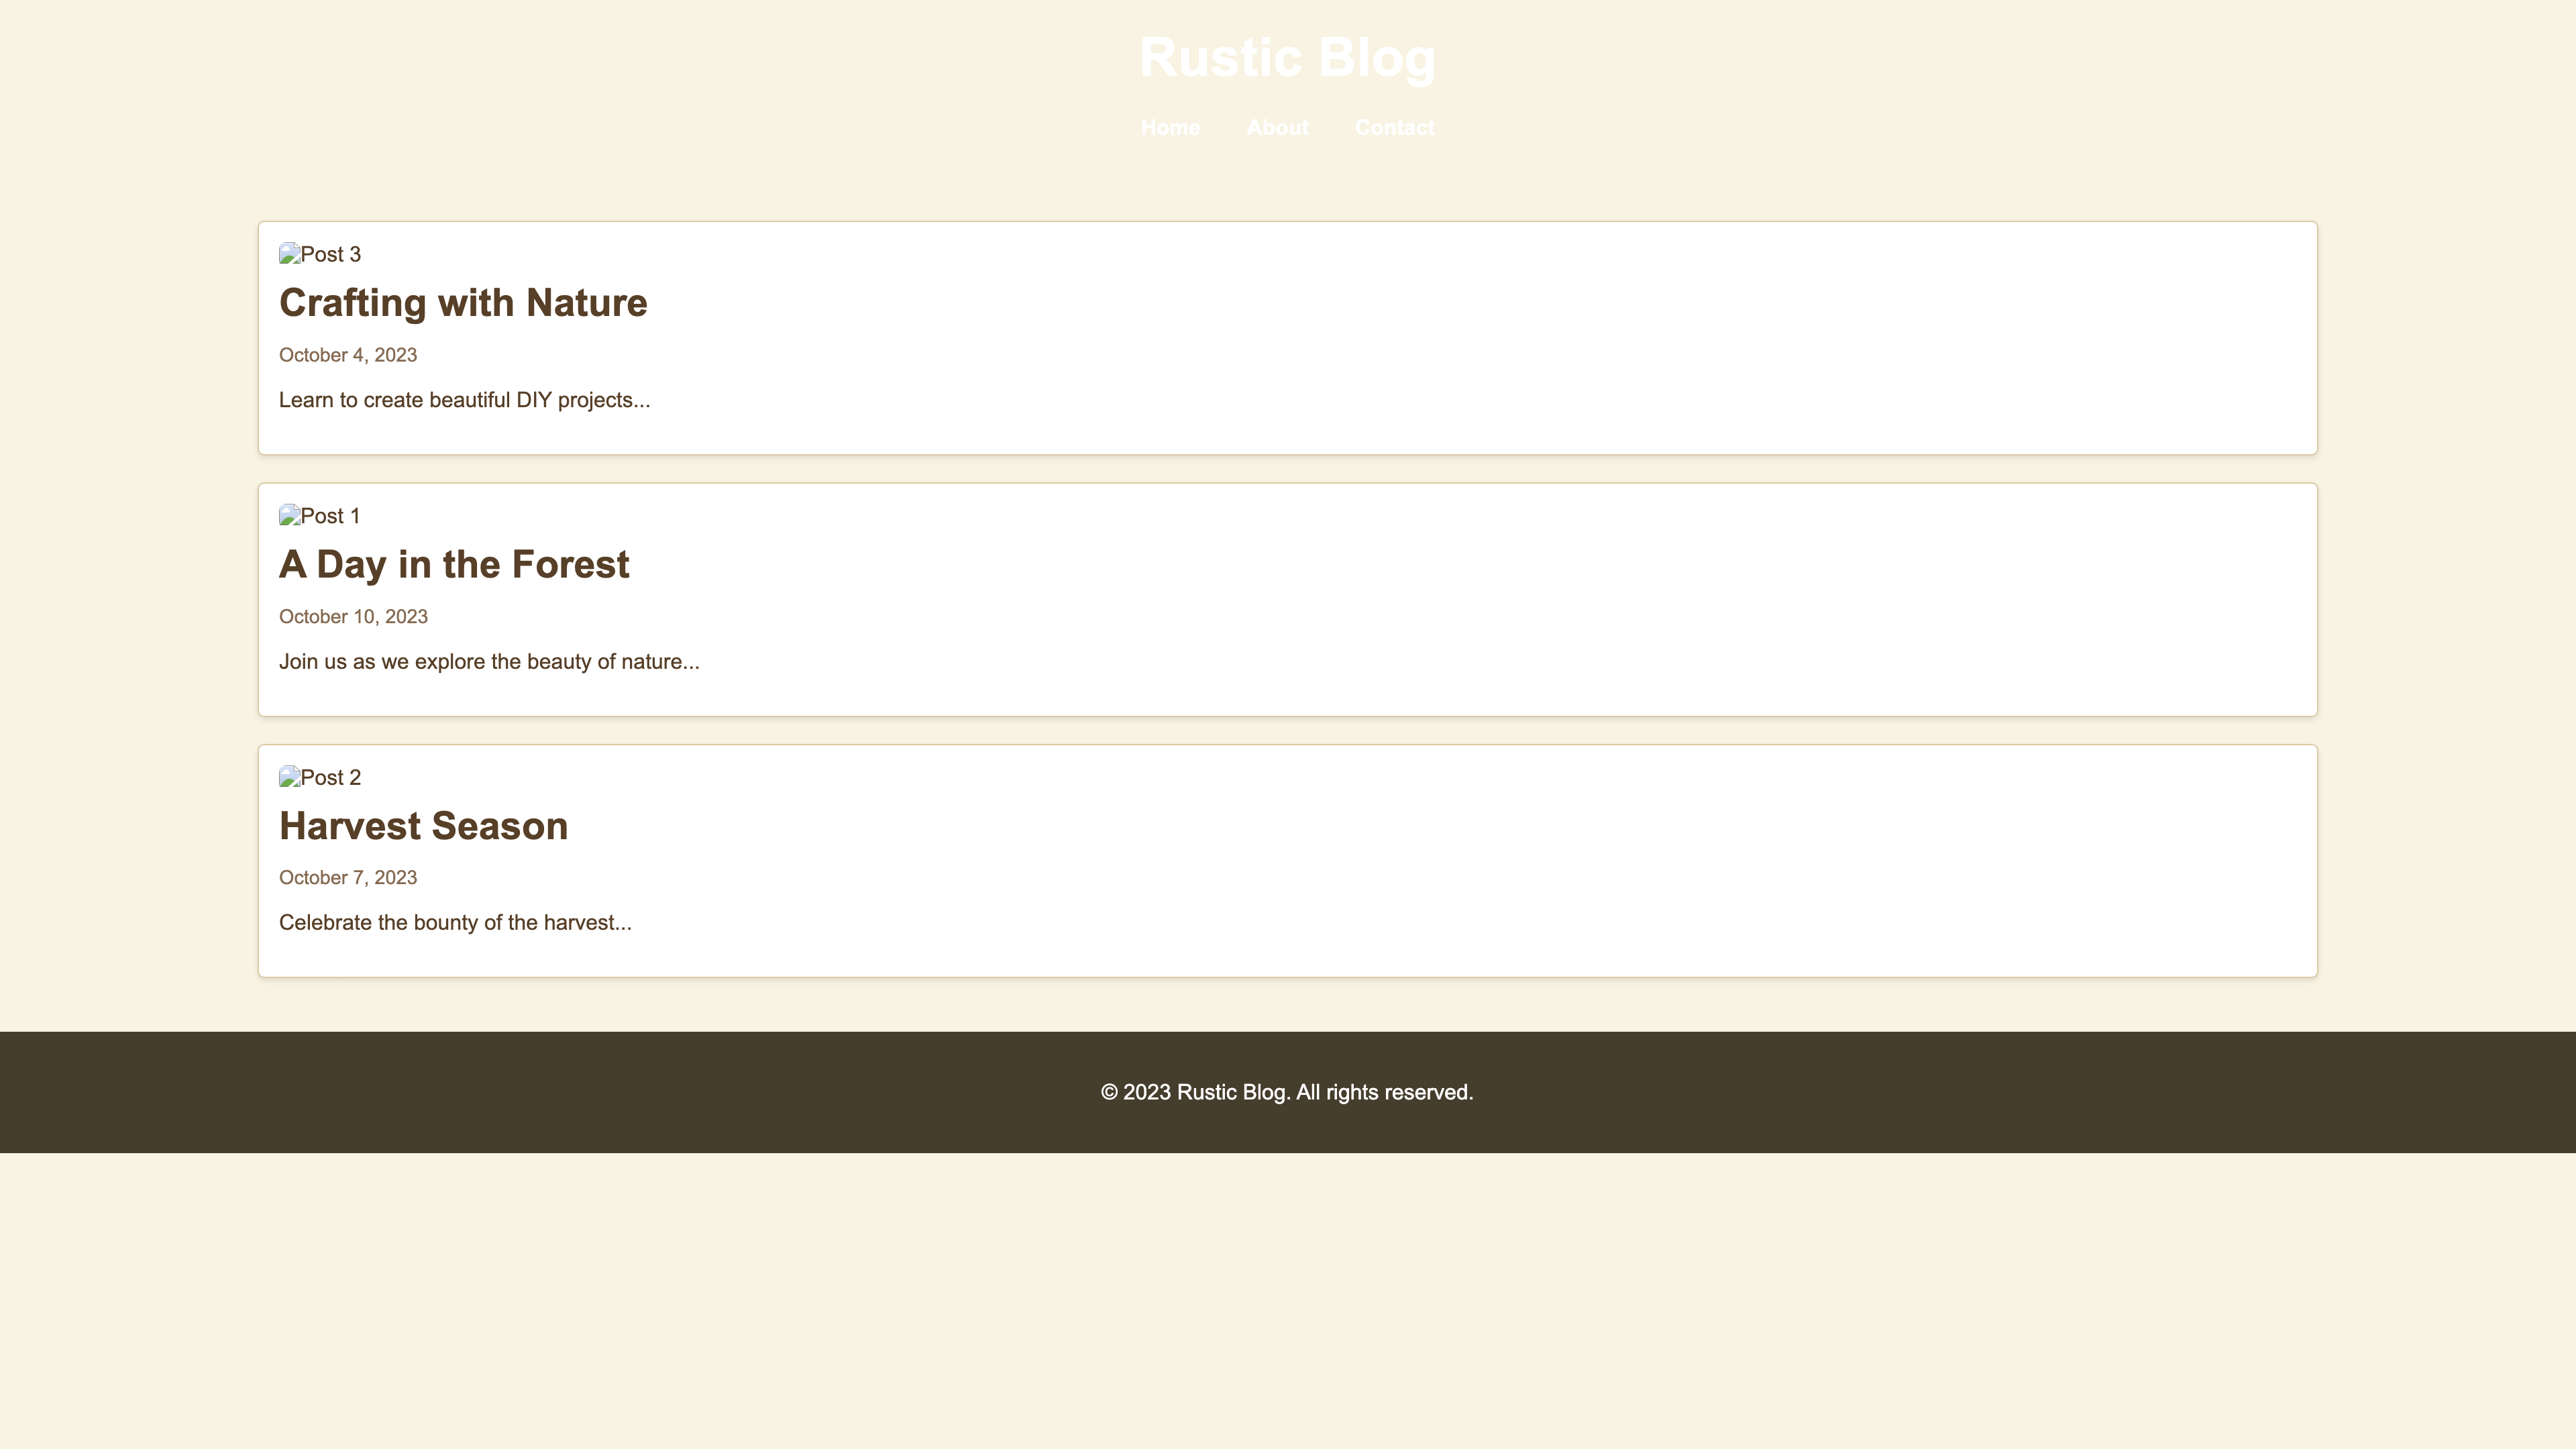 Rustic Blog
Home About Contact
Post 3
Crafting with Nature
October 4, 2023
Learn to create beautiful DIY projects...
Post 1
A Day in the Forest
October 10, 2023
Join us as we explore the beauty of nature...
Post 2
Harvest Season
October 7, 2023
Celebrate the bounty of the harvest...
© 2023 Rustic Blog. All rights reserved.